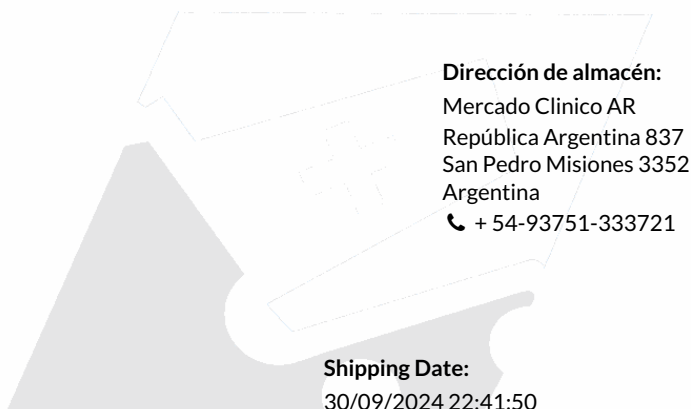 Dirección de almacén:
Mercado Clinico AR
República Argentina 837
San Pedro Misiones 3352
Argentina
+ 54-93751-333721
Shipping Date:
30/09/2024 22:41:50